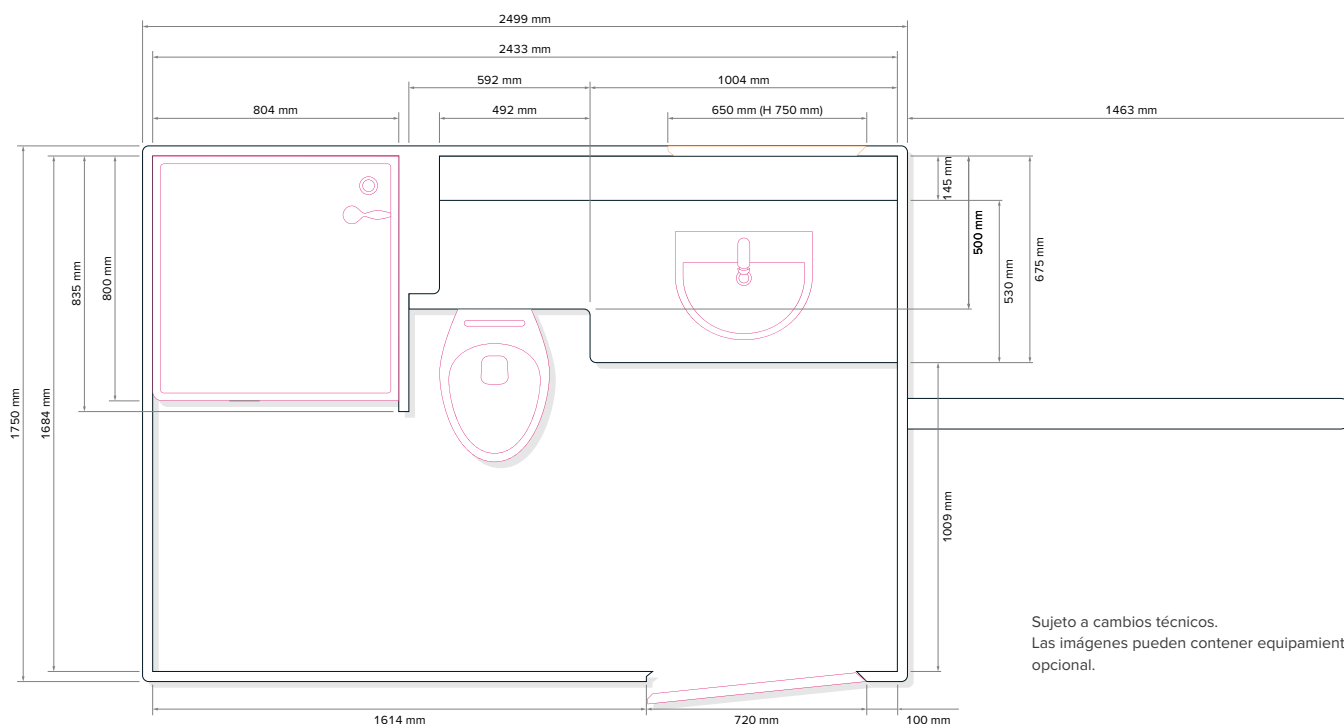 2499 mm
2433 mm
592 mm
1004 mm
804 mm
492 mm
650 mm (H 750 mm)
1463 mm
145 mm
500 mm
675 mm
530 mm
835 mm
800 mm
1750 mm
1684 mm
1009 mm
Sujeto a cambios técnicos.
Las imágenes pueden contener equipamient
opcional.
1614 mm
720 mm
100 mm